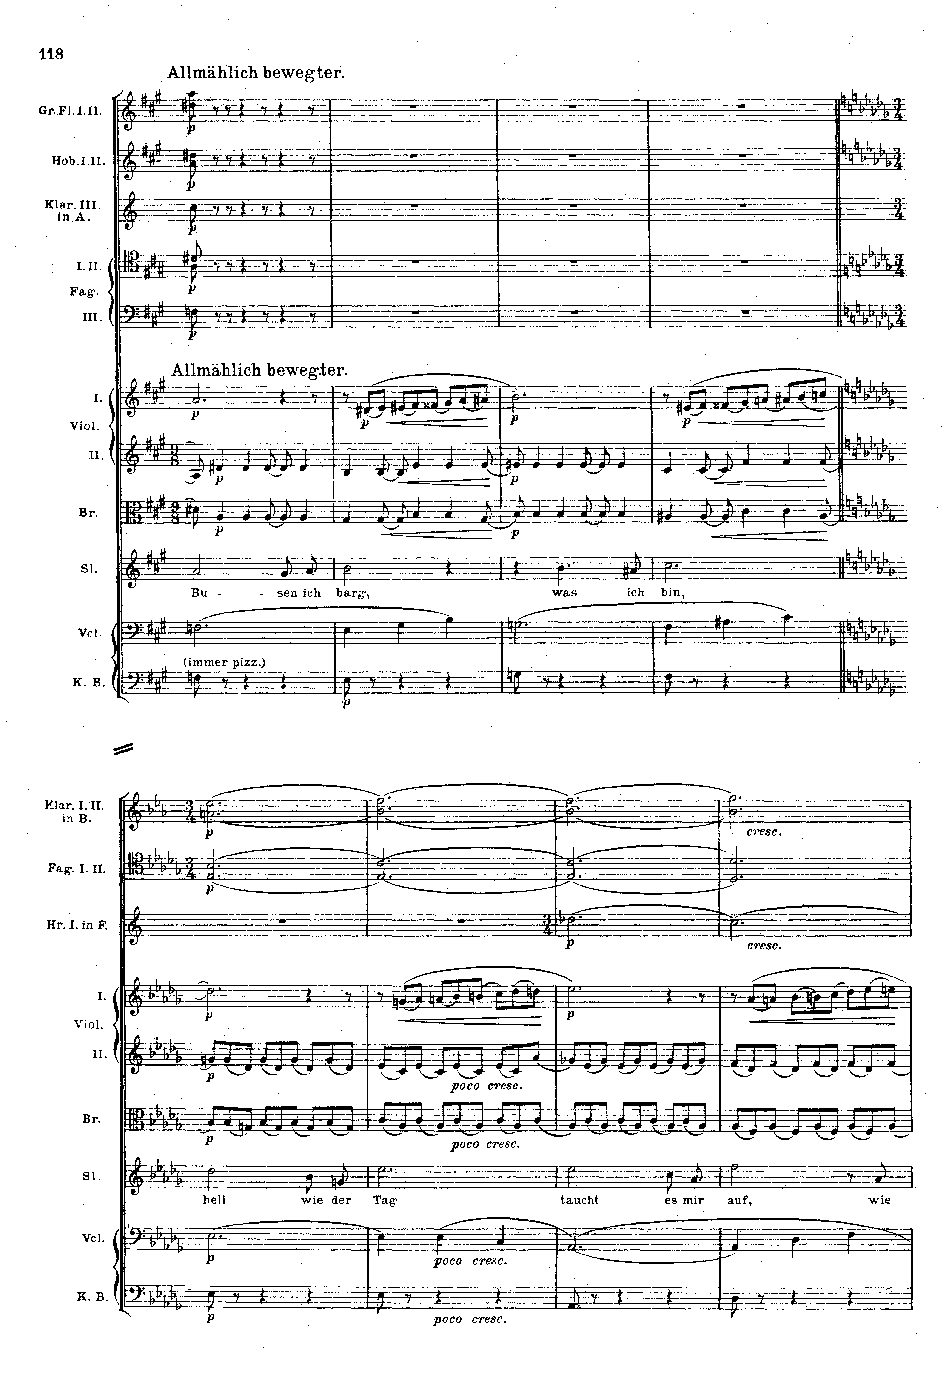 118
Allmählich bewegter.
Gr. Fl. I. II.
p
Hob. I. II.
p
Klar. III.
in A.
p
I. II.
p
Fag.
III.
p
Allmählich bewegter.
I.
p p p p
Viol.
II.
p p
Br.
p p
Sl.
Bu - - sen ich barg, was ich bin,
Vcl.
(immer pizz.)
K. B.
p
Klar. I. II.
in B.
p cresc.
Fag. I. II.
p
Hr. I. in F.
p cresc.
I.
p p
Viol.
II.
p poco cresc.
Br.
p poco cresc.
Sl.
hell wie der Tag taucht es mir auf, wie
Vcl.
p poco cresc.
K. B.
p poco cresc.